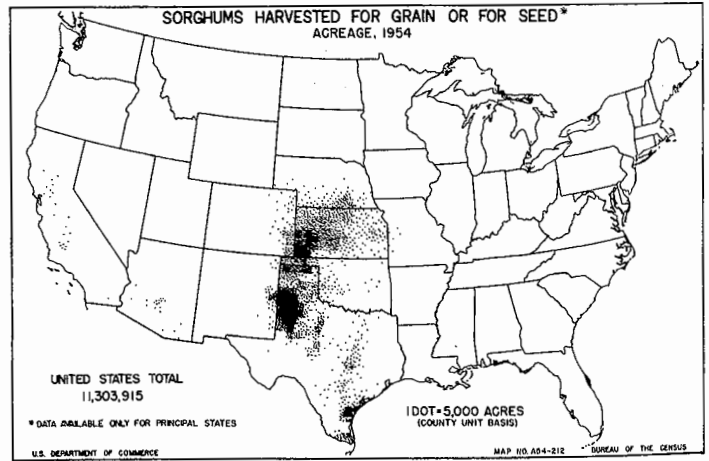 SORGHUMS HARVESTED FOR GRAIN OR FOR SEED*
ACREAGE, 1954
UNITED STATES TOTAL
11,303,915
* DATA AVAILABLE ONLY FOR PRINCIPAL STATES
1 DOT=5,000 ACRES
(COUNTY UNIT BASIS)
U.S. DEPARTMENT OF COMMERCE
MAP NO. A54-212
BUREAU OF THE CENSUS